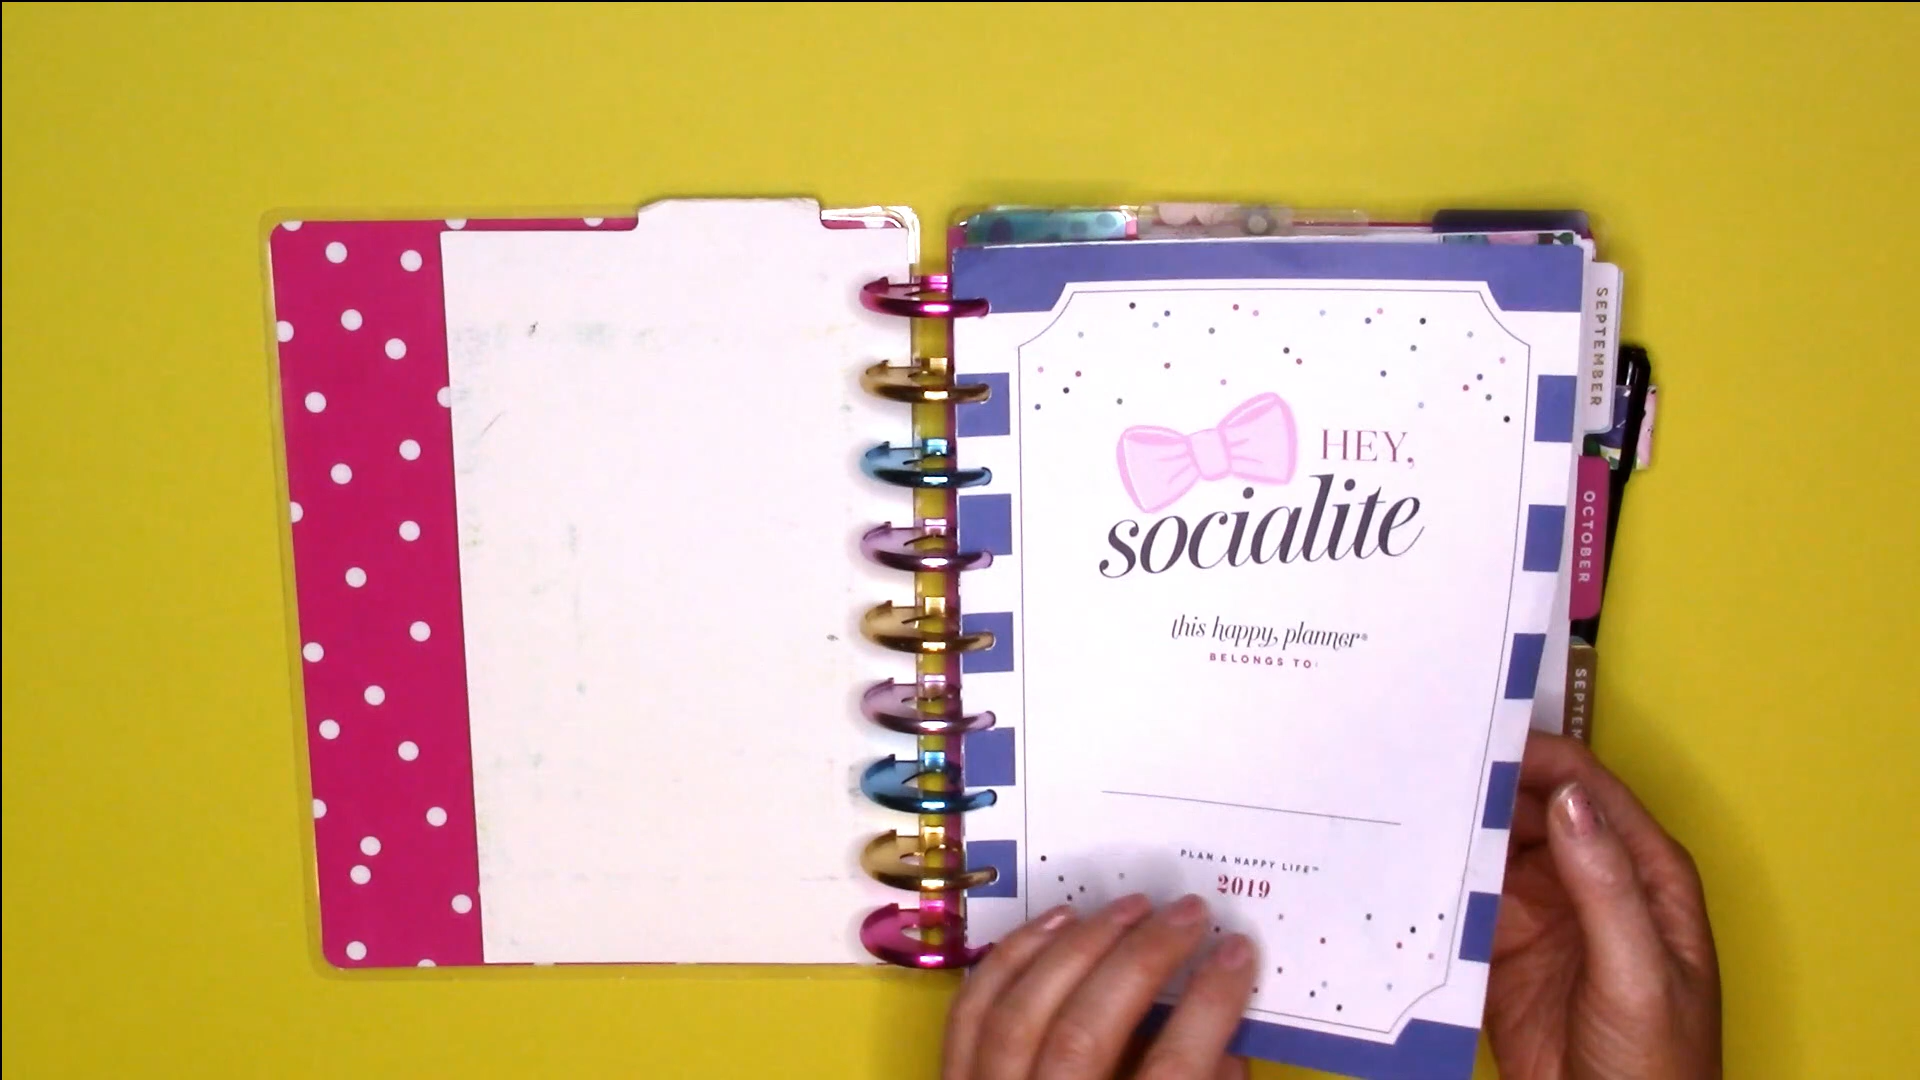 HEY,
socialite
this happy planner®
BELONGS TO:
PLAN A HAPPY LIFE™
2019
SEPTEMBER
OCTOBER
SEPTEM